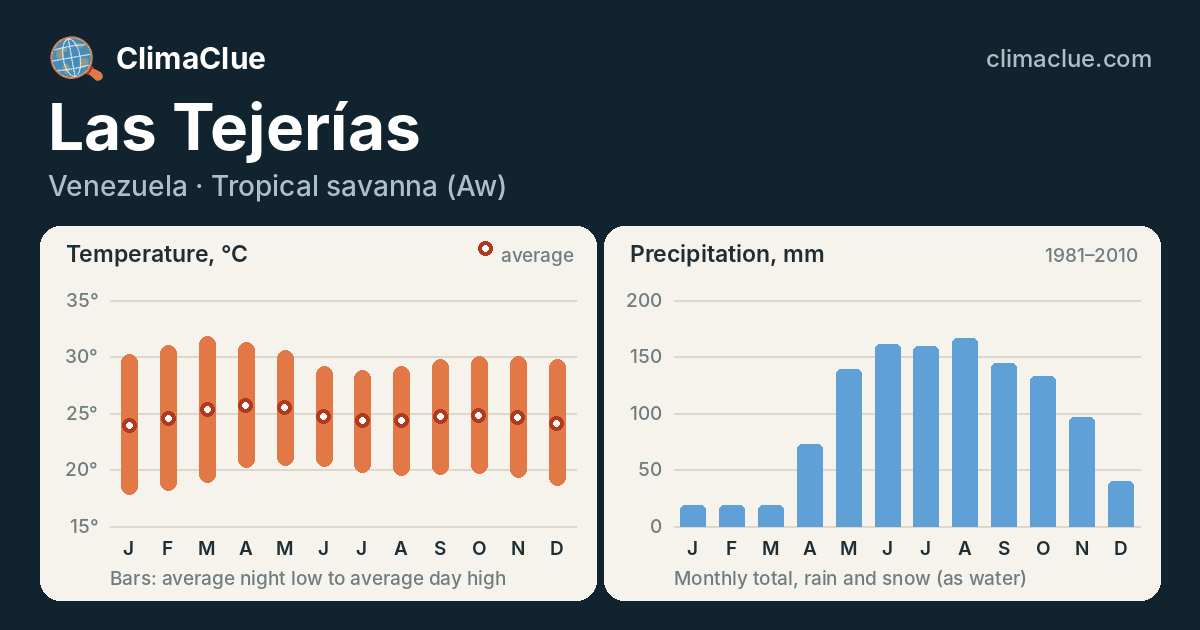 ClimaClue
climaclue.com
Las Tejerías
Venezuela · Tropical savanna (Aw)
Temperature, °C
average
35°
30°
25°
20°
15°
J F M A M J J A S O N D
Bars: average night low to average day high
Precipitation, mm
1981–2010
200
150
100
50
0
J F M A M J J A S O N D
Monthly total, rain and snow (as water)